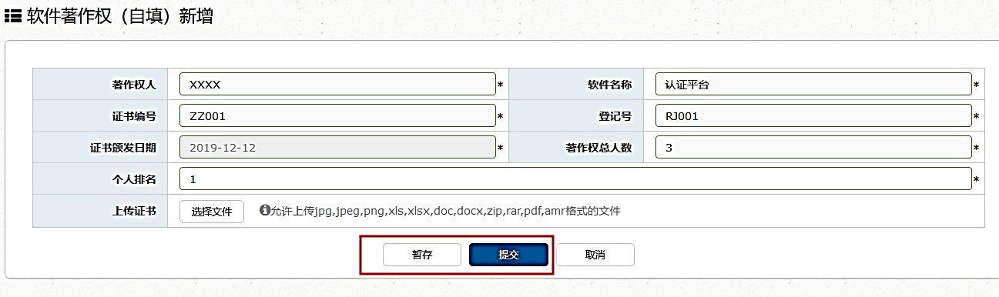 软件著作权（自填）新增
著作权人 XXXX * 软件名称 认证平台 *
证书编号 ZZ001 * 登记号 RJ001 *
证书颁发日期 2019-12-12 * 著作权总人数 3 *
个人排名 1 *
上传证书 选择文件 允许上传jpg,jpeg,png,xls,xlsx,doc,docx,zip,rar,pdf,amr格式的文件
暂存 提交 取消